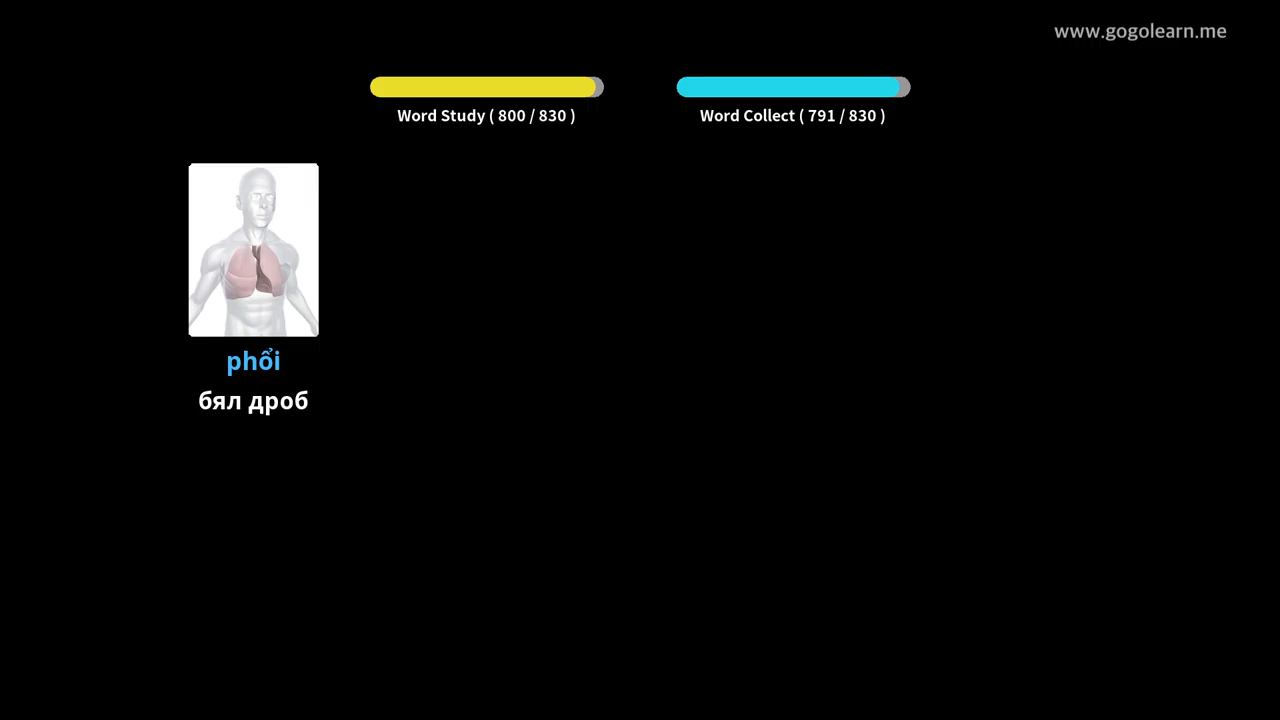 www.gogolearn.me
Word Study ( 800 / 830 )
Word Collect ( 791 / 830 )
phổi
бял дроб